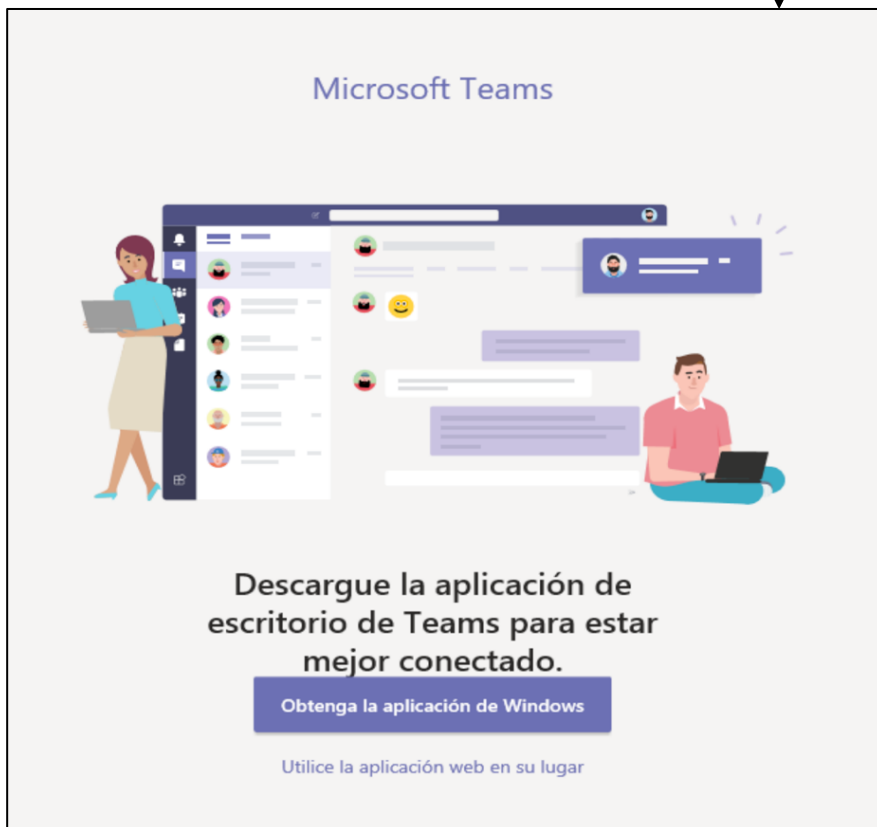 Microsoft Teams
Descargue la aplicación de
escritorio de Teams para estar
mejor conectado.
Obtenga la aplicación de Windows
Utilice la aplicación web en su lugar